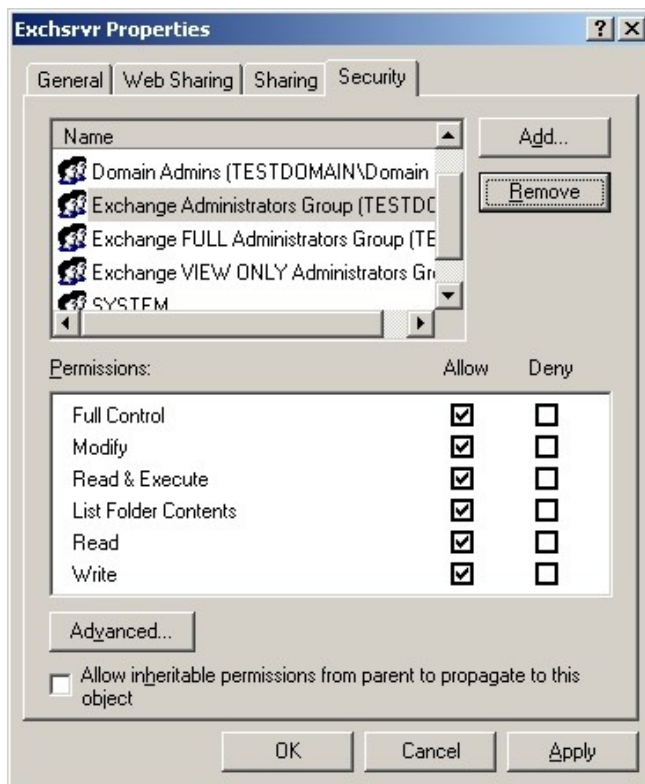 Exchsrvr Properties
General Web Sharing Sharing Security
Name
Add...
Domain Admins (TESTDOMAIN\Domain
Remove
Exchange Administrators Group (TESTDO
Exchange FULL Administrators Group (TE
Exchange VIEW ONLY Administrators Gr
SYSTEM
Permissions: Allow Deny
Full Control
Modify
Read & Execute
List Folder Contents
Read
Write
Advanced...
Allow inheritable permissions from parent to propagate to this
object
OK Cancel Apply